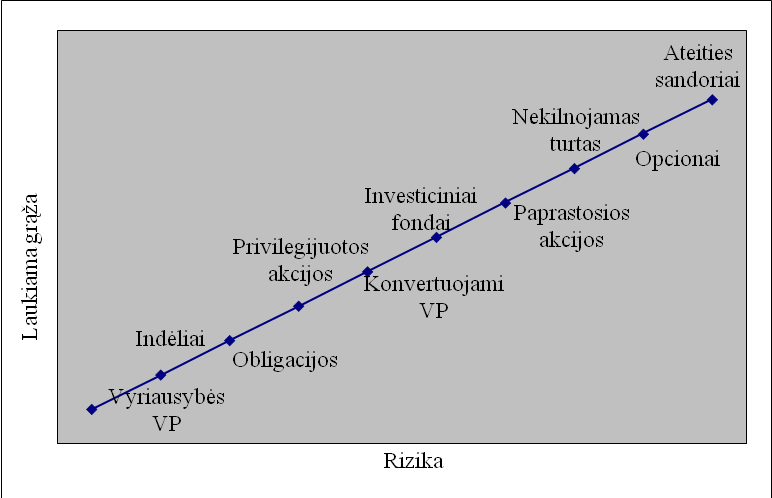 Ateities
sandoriai
Nekilnojamas
turtas
Opcionai
Investiciniai
fondai
Paprastosios
akcijos
Privilegijuotos
akcijos
Konvertuojami
VP
Indėliai
Obligacijos
Vyriausybės
VP
Laukiama grąža
Rizika